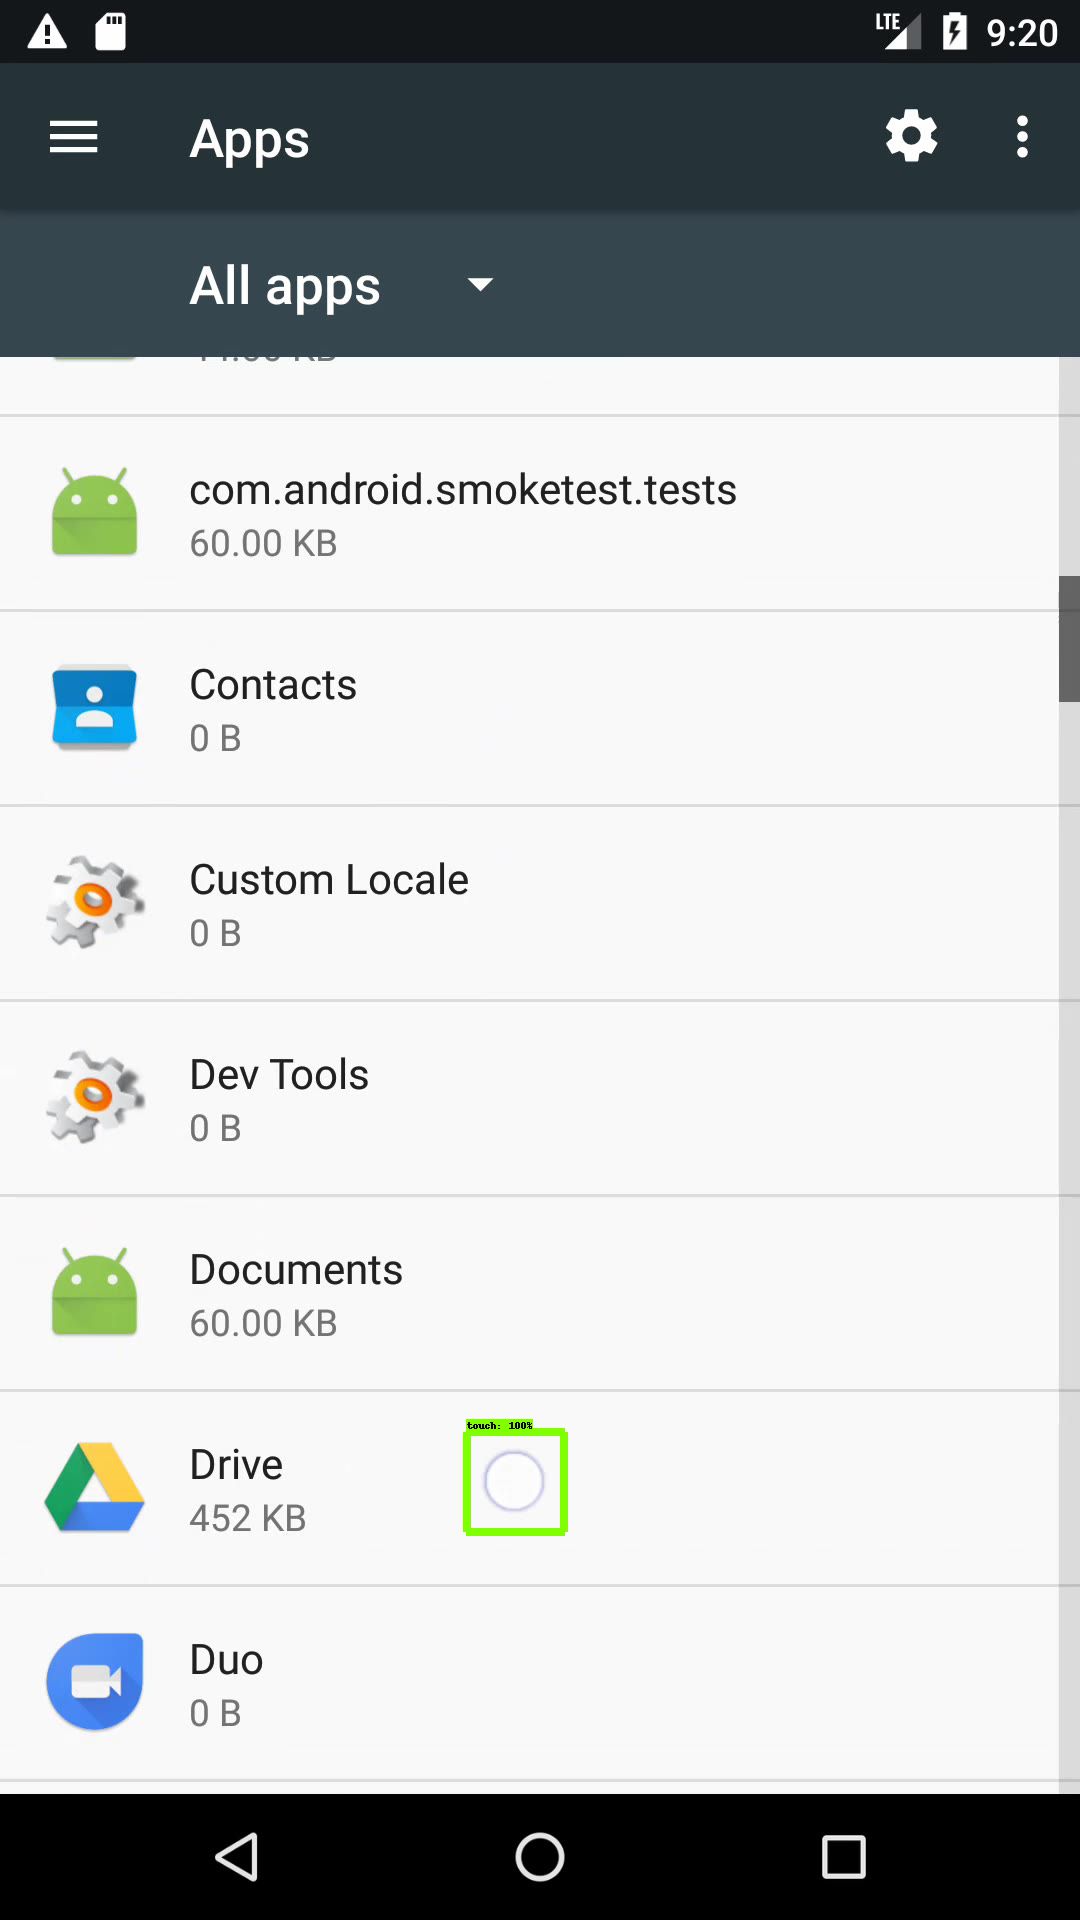 LTE 9:20
Apps
All apps
com.android.smoketest.tests
60.00 KB
Contacts
0 B
Custom Locale
0 B
Dev Tools
0 B
Documents
60.00 KB
touch: 100%
Drive
452 KB
Duo
0 B